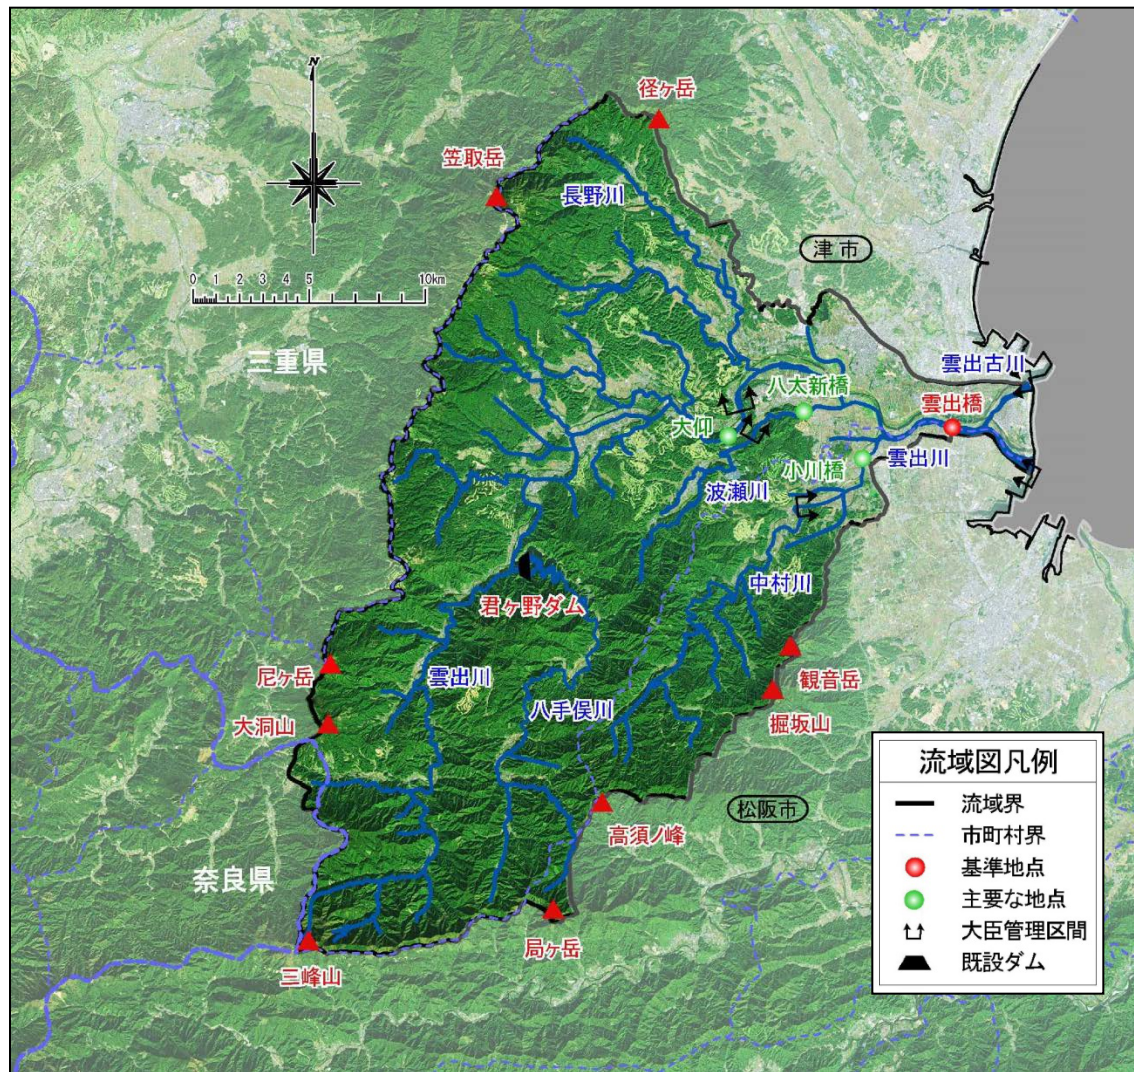 径ヶ岳
N
笠取岳
長野川
津市
0 1 2 3 4 5 10km
三重県
雲出古川
八太新橋
雲出橋
大仰
小川橋
雲出川
波瀬川
中村川
君ヶ野ダム
尼ヶ岳
雲出川
観音岳
八手俣川
掘坂山
大洞山
流域図凡例
流域界
松阪市
高須ノ峰
市町村界
奈良県
基準地点
主要な地点
局ヶ岳
大臣管理区間
三峰山
既設ダム